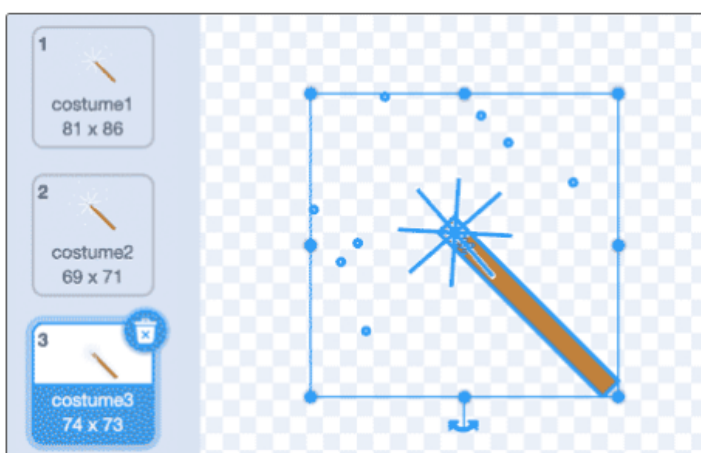 1
costume1
81 x 86
2
costume2
69 x 71
3
costume3
74 x 73